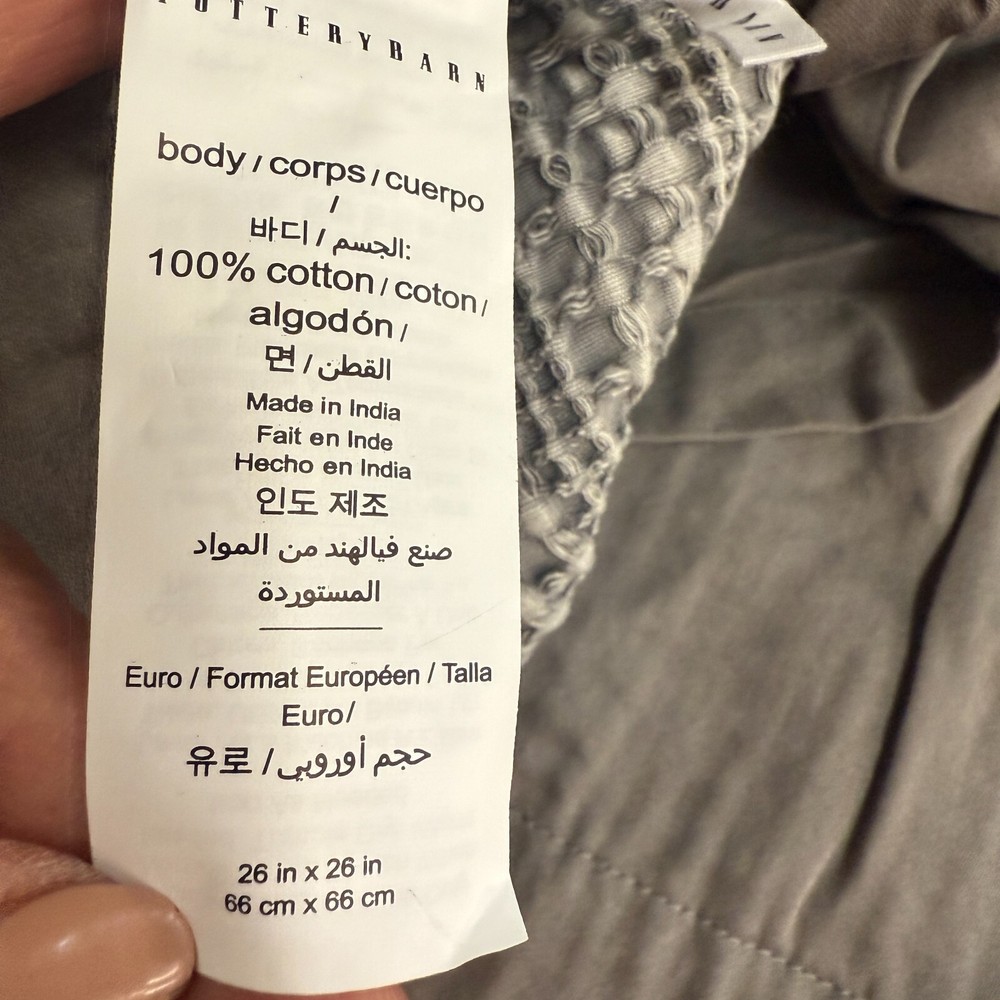 POTTERYBARN
body / corps / cuerpo
/
바디 / الجسم:
100% cotton / coton /
algodón /
면 / القطن
Made in India
Fait en Inde
Hecho en India
인도 제조
صنع فيالهند من المواد
المستوردة
Euro / Format Européen / Talla
Euro/
유로 / حجم أوروبي
26 in x 26 in
66 cm x 66 cm